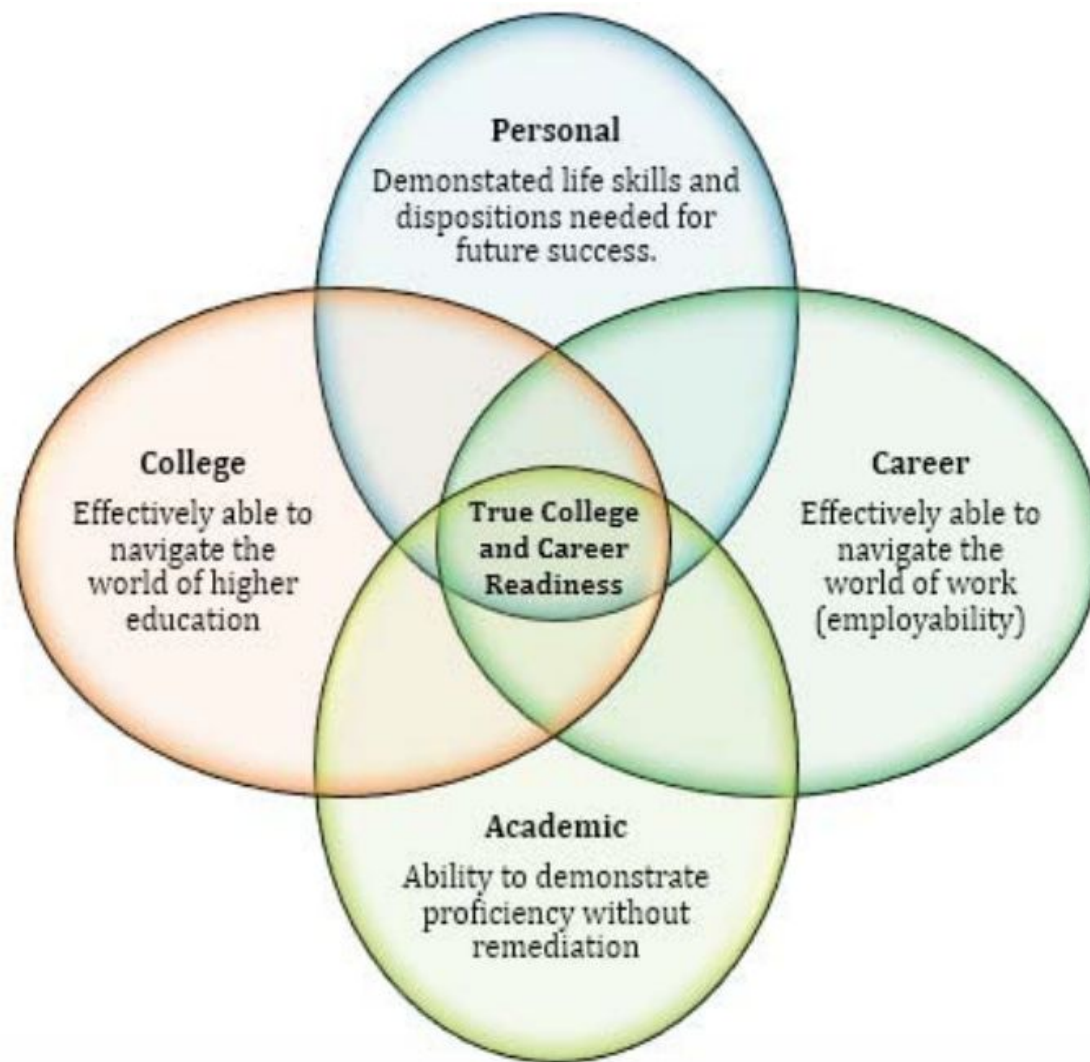 Personal
Demonstated life skills and
dispositions needed for
future success.
College
Effectively able to
navigate the
world of higher
education
True College
and Career
Readiness
Career
Effectively able to
navigate the
world of work
(employability)
Academic
Ability to demonstrate
proficiency without
remediation